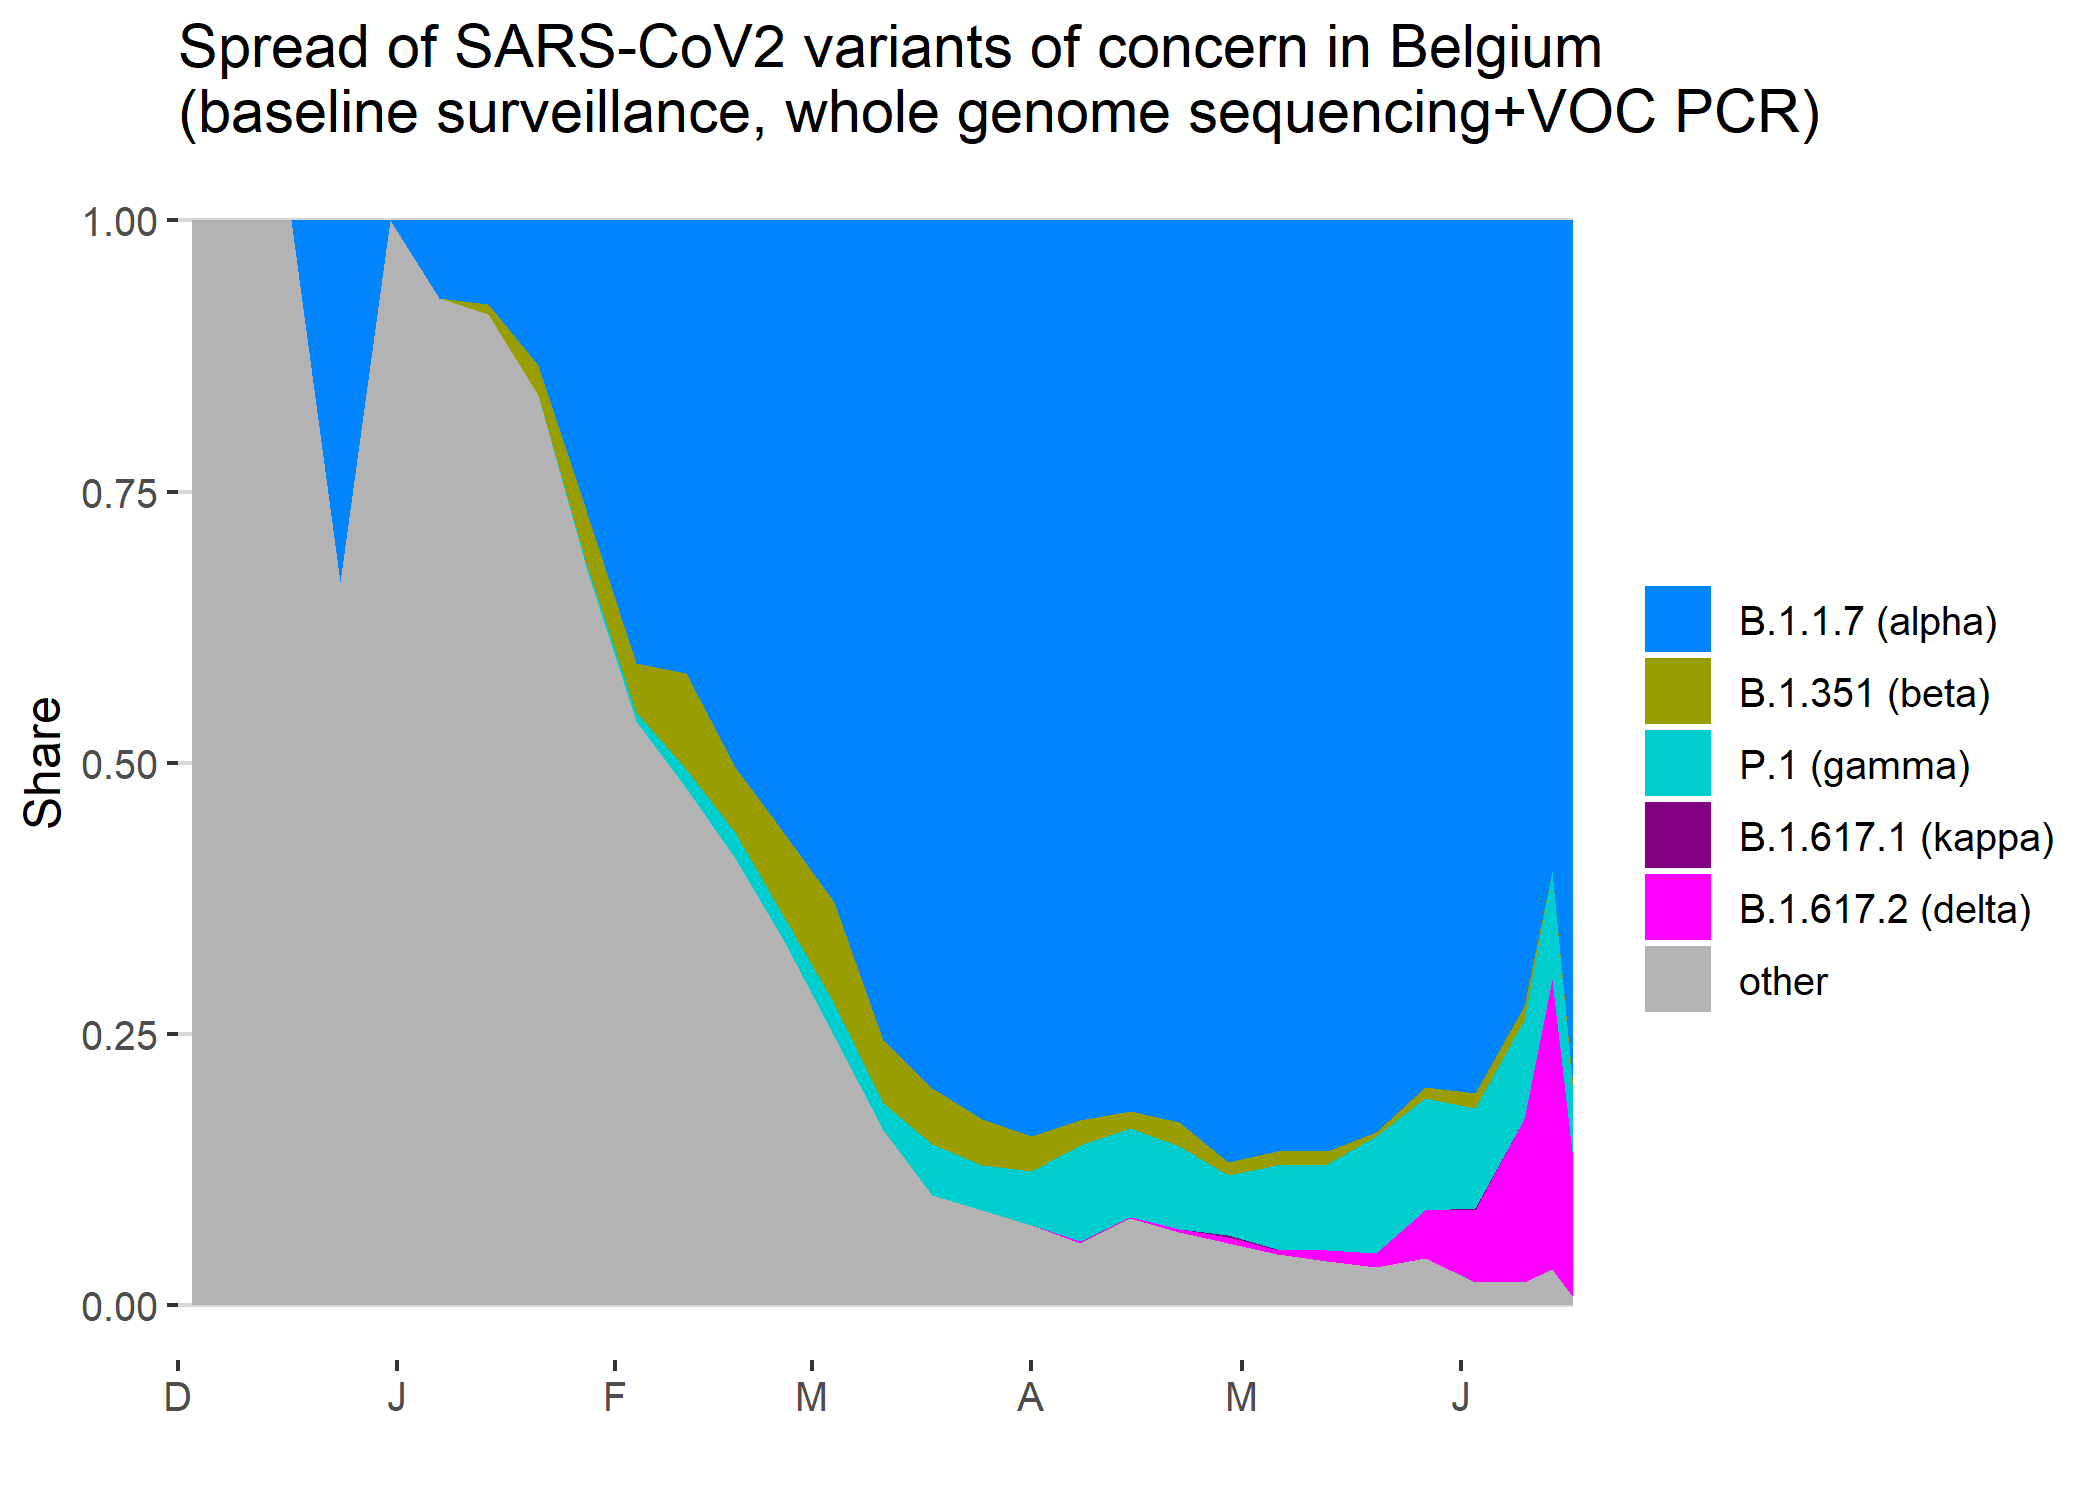 Spread of SARS-CoV2 variants of concern in Belgium
(baseline surveillance, whole genome sequencing+VOC PCR)
1.00
0.75
0.50
0.25
0.00
Share
D J F M A M J
B.1.1.7 (alpha)
B.1.351 (beta)
P.1 (gamma)
B.1.617.1 (kappa)
B.1.617.2 (delta)
other